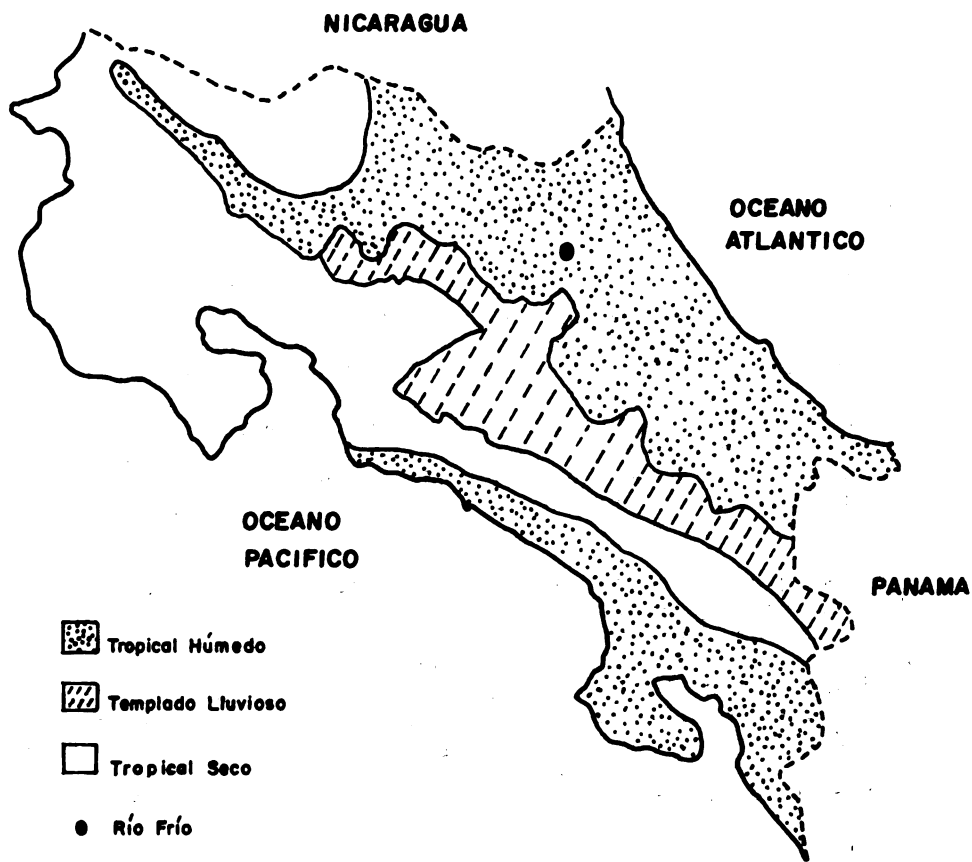 NICARAGUA
OCEANO
ATLANTICO
OCEANO
PACIFICO
PANAMA
Tropical Húmedo
Templado Lluvioso
Tropical Seco
Río Frío